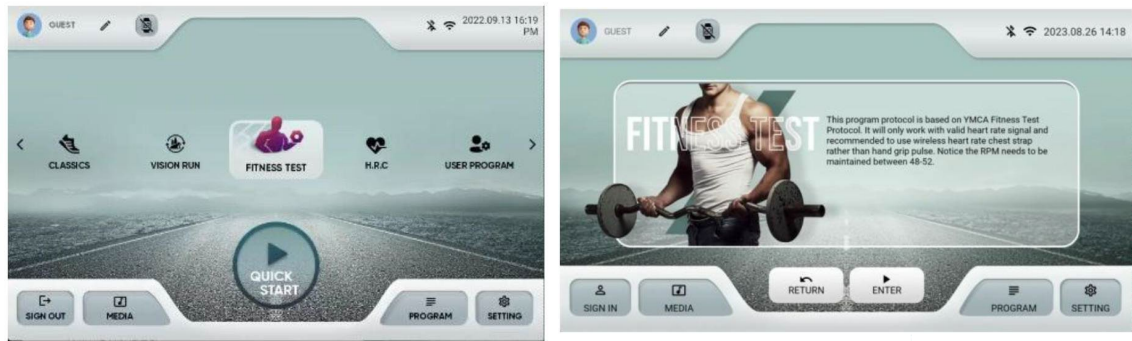 GUEST
2022.09.13 16:19
PM
CLASSICS
VISION RUN
FITNESS TEST
H.R.C
USER PROGRAM
QUICK
START
SIGN OUT
MEDIA
PROGRAM
SETTING
GUEST
2023.08.26 14:18
FITNESS TEST
This program protocol is based on YMCA Fitness Test
Protocol. It will only work with valid heart rate signal and
recommended to use wireless heart rate chest strap
rather than hand grip pulse. Notice the RPM needs to be
maintained between 48-52.
RETURN
ENTER
SIGN IN
MEDIA
PROGRAM
SETTING